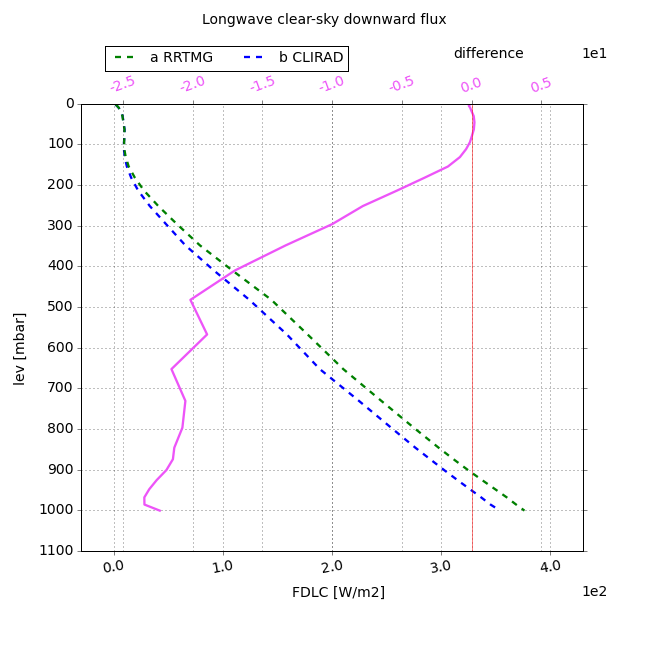 Longwave clear-sky downward flux
a RRTMG b CLIRAD difference 1e1
-2.5 -2.0 -1.5 -1.0 -0.5 0.0 0.5
0
100
200
300
400
500
600
700
800
900
1000
1100
lev [mbar]
0.0 1.0 2.0 3.0 4.0
FDLC [W/m2] 1e2